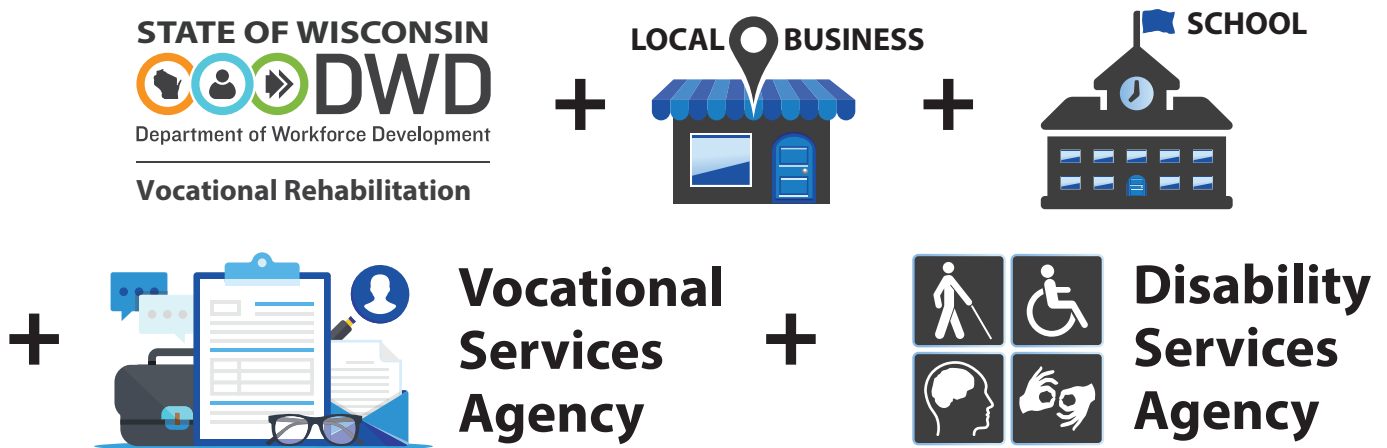 STATE OF WISCONSIN
DWD
Department of Workforce Development
Vocational Rehabilitation
+
LOCAL BUSINESS
+
SCHOOL
+
Vocational
Services
Agency
+
Disability
Services
Agency